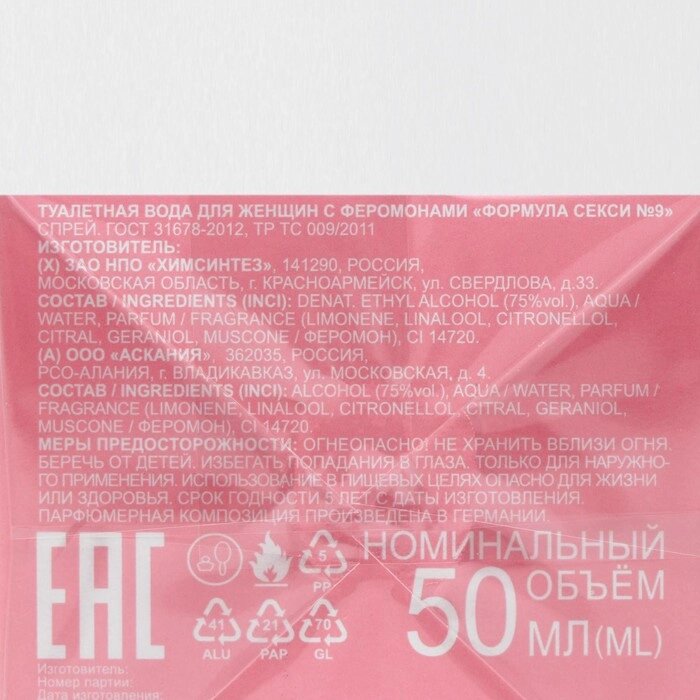 ТУАЛЕТНАЯ ВОДА ДЛЯ ЖЕНЩИН С ФЕРОМОНАМИ «ФОРМУЛА СЕКСИ №9»
СПРЕЙ. ГОСТ 31678-2012, ТР ТС 009/2011
ИЗГОТОВИТЕЛЬ:
(X) ЗАО НПО «ХИМСИНТЕЗ», 141290, РОССИЯ,
МОСКОВСКАЯ ОБЛАСТЬ, г. КРАСНОАРМЕЙСК, ул. СВЕРДЛОВА, д.33.
СОСТАВ / INGREDIENTS (INCI): DENAT. ETHYL ALCOHOL (75%vol.), AQUA /
WATER, PARFUM / FRAGRANCE (LIMONENE, LINALOOL, CITRONELLOL,
CITRAL, GERANIOL, MUSCONE / ФЕРОМОН), CI 14720.
(А) ООО «АСКАНИЯ», 362035, РОССИЯ,
РСО-АЛАНИЯ, г. ВЛАДИКАВКАЗ, ул. МОСКОВСКАЯ, д. 4.
СОСТАВ / INGREDIENTS (INCI): ALCOHOL (75%vol.), AQUA / WATER, PARFUM /
FRAGRANCE (LIMONENE, LINALOOL, CITRONELLOL, CITRAL, GERANIOL,
MUSCONE / ФЕРОМОН), CI 14720.
МЕРЫ ПРЕДОСТОРОЖНОСТИ: ОГНЕОПАСНО! НЕ ХРАНИТЬ ВБЛИЗИ ОГНЯ.
БЕРЕЧЬ ОТ ДЕТЕЙ. ИЗБЕГАТЬ ПОПАДАНИЯ В ГЛАЗА. ТОЛЬКО ДЛЯ НАРУЖНО-
ГО ПРИМЕНЕНИЯ. ИСПОЛЬЗОВАНИЕ В ПИЩЕВЫХ ЦЕЛЯХ ОПАСНО ДЛЯ ЖИЗНИ
ИЛИ ЗДОРОВЬЯ. СРОК ГОДНОСТИ 5 ЛЕТ С ДАТЫ ИЗГОТОВЛЕНИЯ.
ПАРФЮМЕРНАЯ КОМПОЗИЦИЯ ПРОИЗВЕДЕНА В ГЕРМАНИИ.
EAC
5
PP
41
ALU
21
PAP
70
GL
НОМИНАЛЬНЫЙ
ОБЪЁМ
50 МЛ(ML)
Изготовитель:
Номер партии:
Дата изготовления: